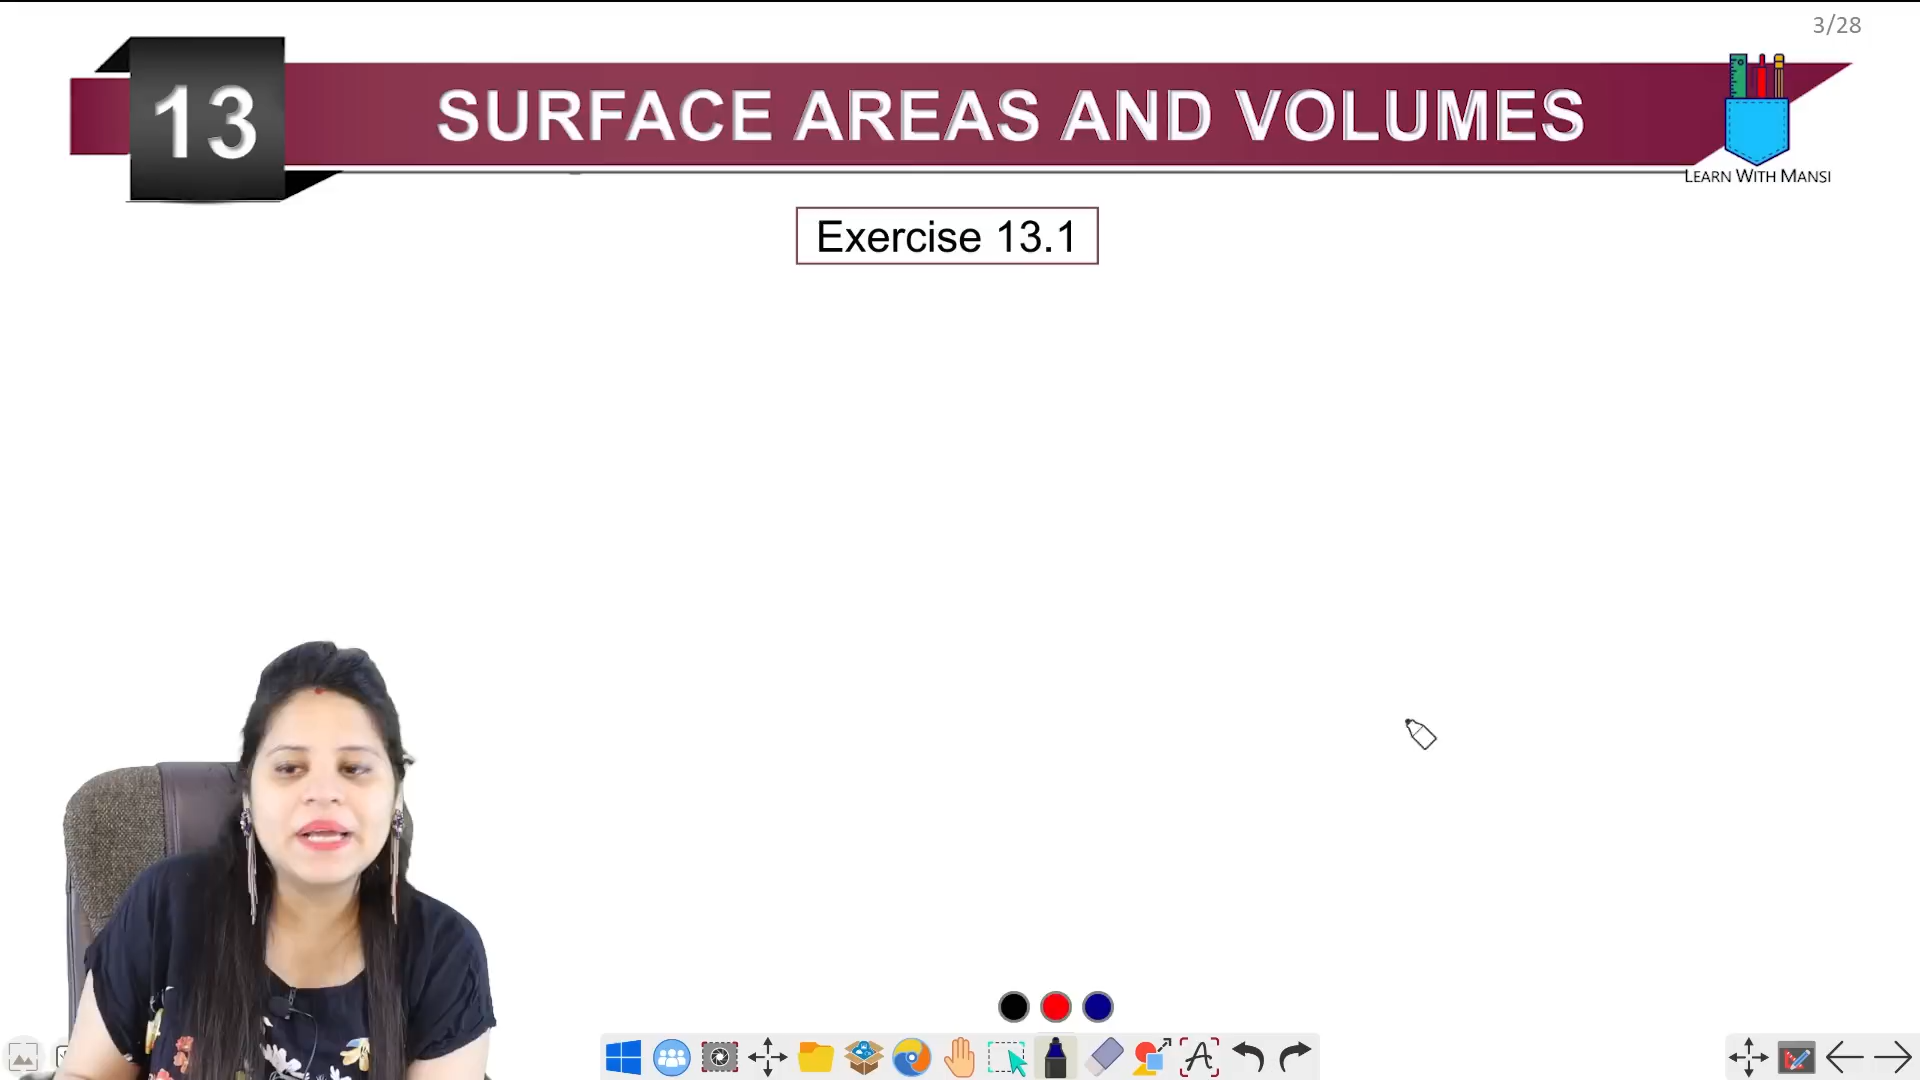 3/28
13
SURFACE AREAS AND VOLUMES
LEARN WITH MANSI
Exercise 13.1